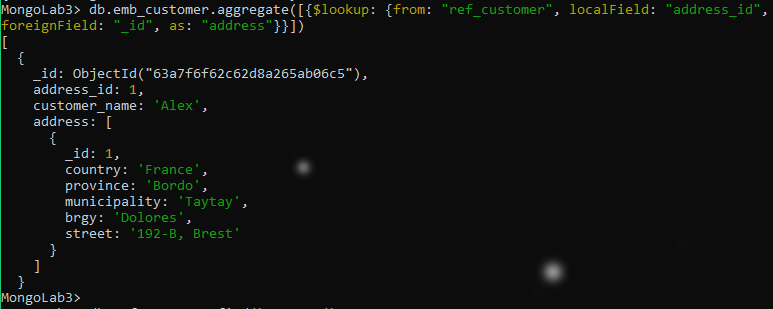 MongoLab3> db.emb_customer.aggregate([{$lookup: {from: "ref_customer", localField: "address_id",
foreignField: "_id", as: "address"}}])
[
  {
    _id: ObjectId("63a7f6f62c62d8a265ab06c5"),
    address_id: 1,
    customer_name: 'Alex',
    address: [
      {
        _id: 1,
        country: 'France',
        province: 'Bordo',
        municipality: 'Taytay',
        brgy: 'Dolores',
        street: '192-B, Brest'
      }
    ]
  }
MongoLab3>